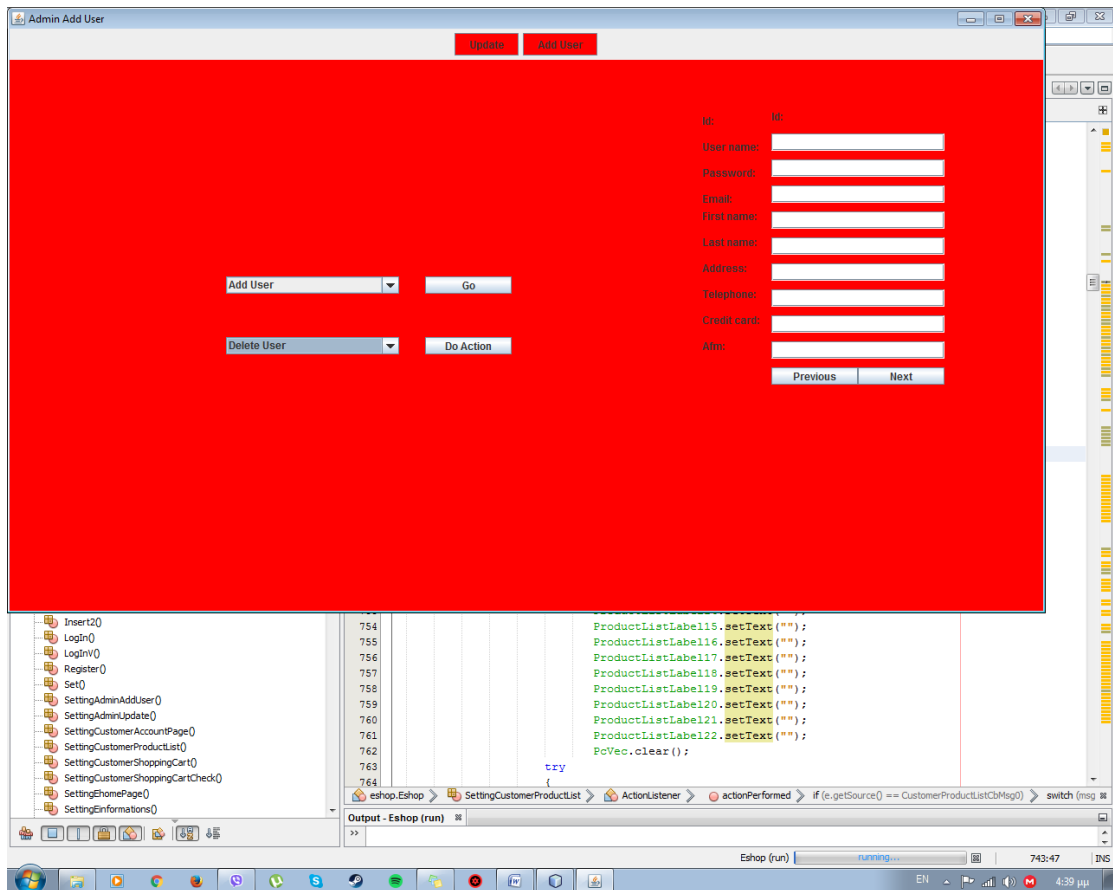 Admin Add User
Update Add User
Id: Id:
User name:
Password:
Email:
First name:
Last name:
Address:
Telephone:
Credit card:
Afm:
Add User Go
Delete User Do Action
Previous Next
Insert2()
LogIn()
LogInV()
Register()
Set()
SettingAdminAddUser()
SettingAdminUpdate()
SettingCustomerAccountPage()
SettingCustomerProductList()
SettingCustomerShoppingCart()
SettingCustomerShoppingCartCheck()
SettingEhomePage()
SettingEinformations()
754 ProductListLabel15.setText("");
755 ProductListLabel16.setText("");
756 ProductListLabel17.setText("");
757 ProductListLabel18.setText("");
758 ProductListLabel19.setText("");
759 ProductListLabel20.setText("");
760 ProductListLabel21.setText("");
761 ProductListLabel22.setText("");
762 PcVec.clear();
763 try
764 {
eshop.Eshop SettingCustomerProductList ActionListener actionPerformed if (e.getSource() == CustomerProductListCbMsg0) switch (msg
Output - Eshop (run)
>>
Eshop (run) running... 743:47 INS
EN 4:39 μμ